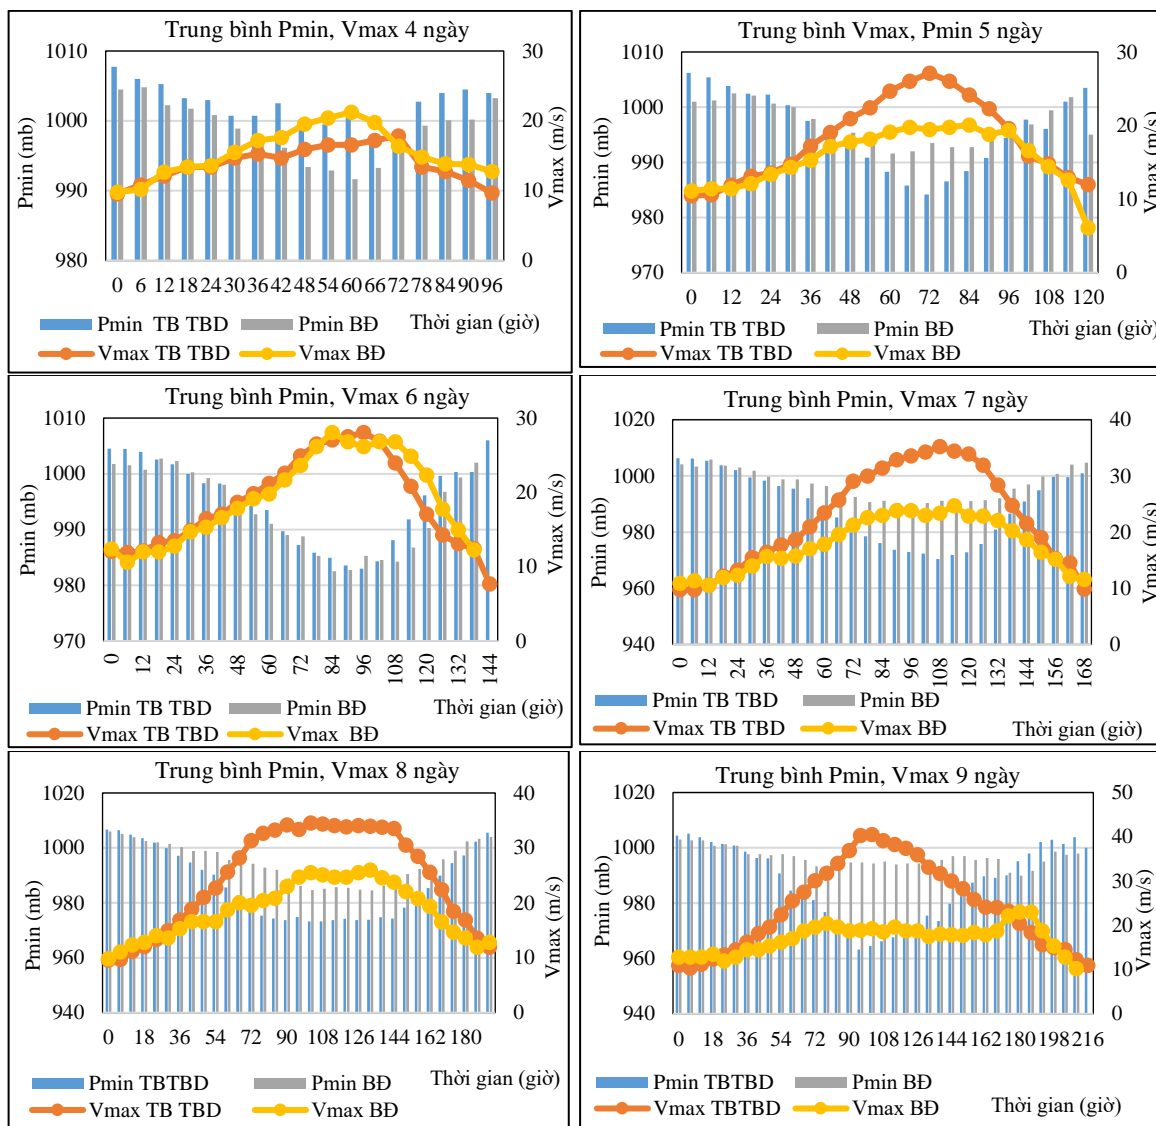 Trung bình Pmin, Vmax 4 ngày
1010
1000
990
980
30
20
10
0
Pmin (mb)
Vmax (m/s)
0 6 12 18 24 30 36 42 48 54 60 66 72 78 84 90 96
Pmin TB TBD
Pmin BĐ
Thời gian (giờ)
Vmax TB TBD
Vmax BĐ
Trung bình Vmax, Pmin 5 ngày
1010
1000
990
980
970
30
20
10
0
Pmin (mb)
Vmax (m/s)
0 12 24 36 48 60 72 84 96 108 120
Pmin TB TBD
Pmin BĐ
Thời gian (giờ)
Vmax TB TBD
Vmax BĐ
Trung bình Pmin, Vmax 6 ngày
1010
1000
990
980
970
30
20
10
0
Pmin (mb)
Vmax (m/s)
0 12 24 36 48 60 72 84 96 108 120 132 144
Pmin TB TBD
Pmin BĐ
Thời gian (giờ)
Vmax TB TBD
Vmax BĐ
Trung bình Pmin, Vmax 7 ngày
1020
1000
980
960
940
40
30
20
10
0
Pmin (mb)
Vmax (m/s)
0 12 24 36 48 60 72 84 96 108 120 132 144 156 168
Pmin TB TBD
Pmin BĐ
Vmax TB TBD
Vmax BĐ
Thời gian (giờ)
Trung bình Pmin, Vmax 8 ngày
1020
1000
980
960
940
40
30
20
10
0
Pmin (mb)
Vmax (m/s)
0 18 36 54 72 90 108 126 144 162 180
Pmin TBTBD
Pmin BĐ
Thời gian (giờ)
Vmax TB TBD
Vmax BĐ
Trung bình Pmin, Vmax 9 ngày
1020
1000
980
960
940
50
40
30
20
10
0
Pmin (mb)
Vmax (m/s)
0 18 36 54 72 90 108 126 144 162 180 198 216
Pmin TBTBD
Pmin BĐ
Vmax TBTBD
Vmax BĐ
Thời gian (giờ)